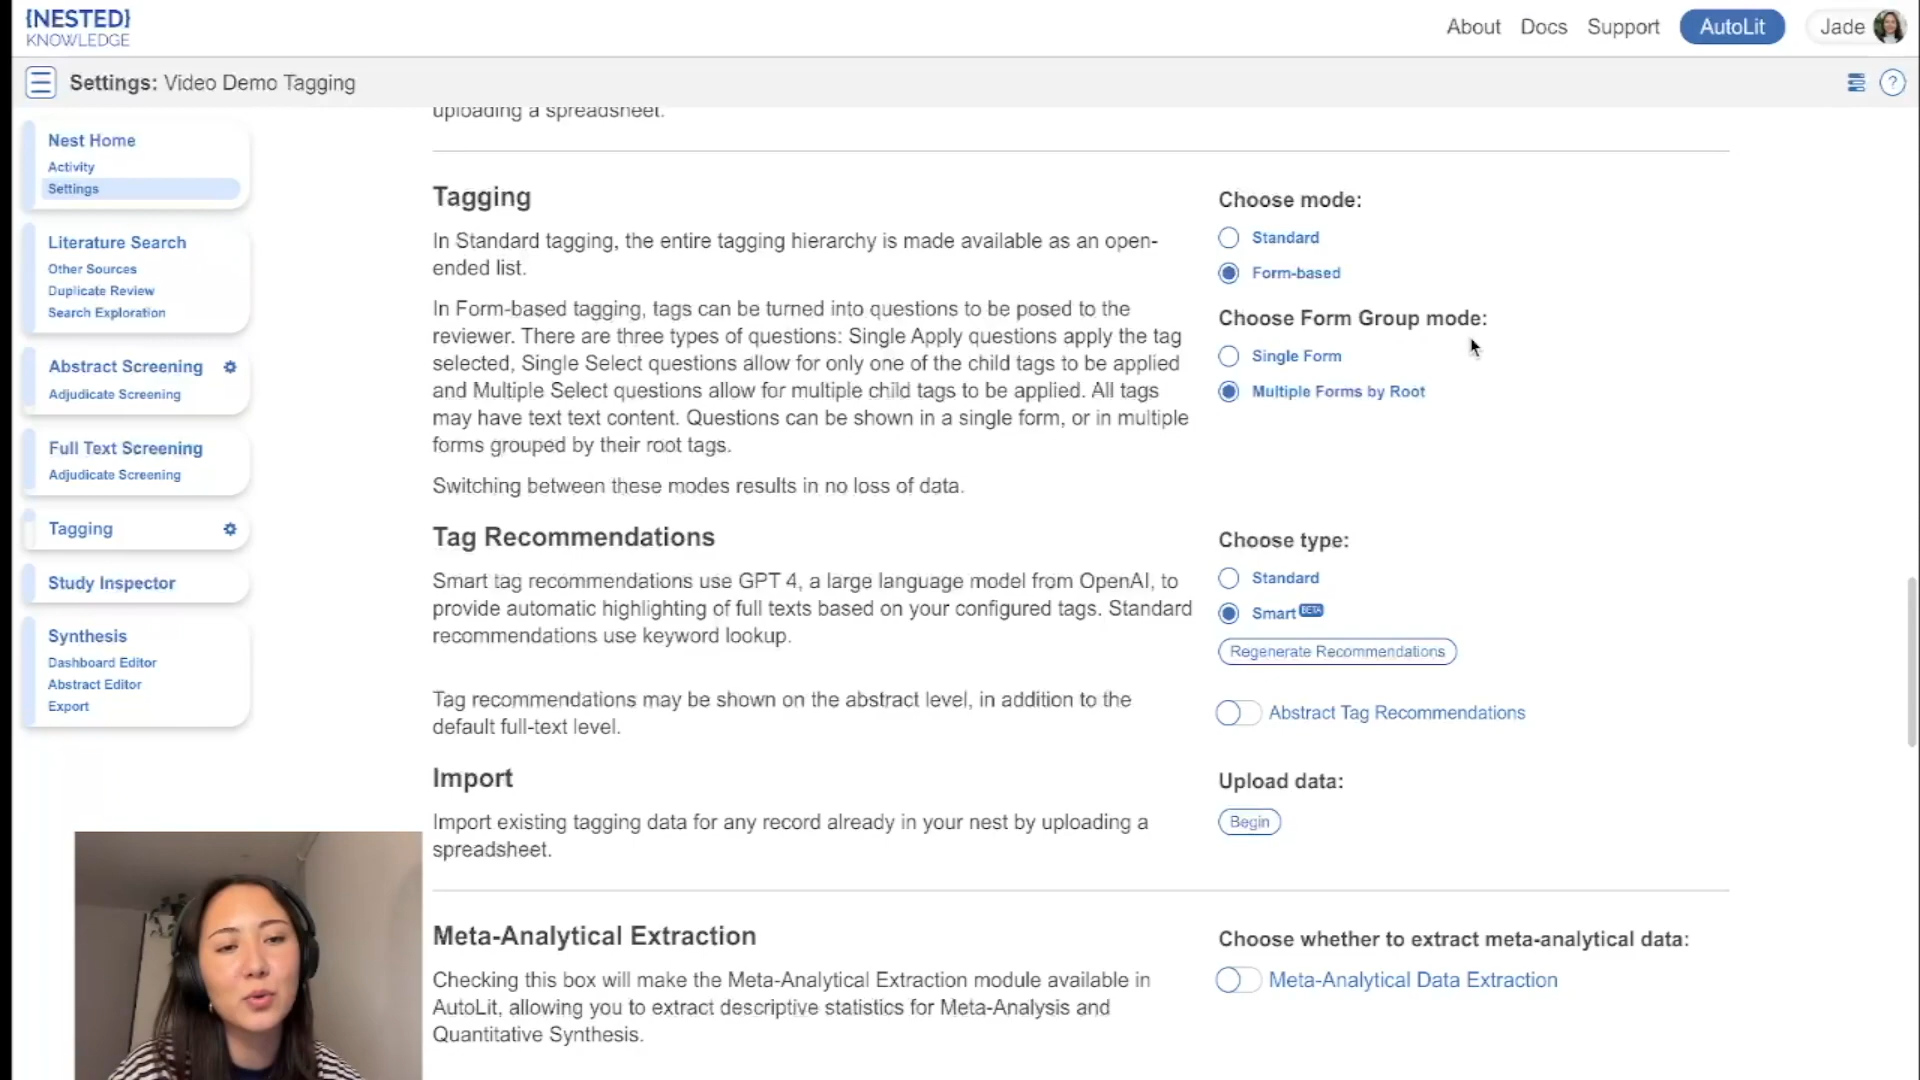 {NESTED}
KNOWLEDGE
About
Docs
Support
AutoLit
Jade
Settings: Video Demo Tagging
?
uploading a spreadsheet.
Nest Home
Activity
Settings
Literature Search
Other Sources
Duplicate Review
Search Exploration
Abstract Screening
Adjudicate Screening
Full Text Screening
Adjudicate Screening
Tagging
Study Inspector
Synthesis
Dashboard Editor
Abstract Editor
Export
Tagging
In Standard tagging, the entire tagging hierarchy is made available as an open-
ended list.
In Form-based tagging, tags can be turned into questions to be posed to the
reviewer. There are three types of questions: Single Apply questions apply the tag
selected, Single Select questions allow for only one of the child tags to be applied
and Multiple Select questions allow for multiple child tags to be applied. All tags
may have text text content. Questions can be shown in a single form, or in multiple
forms grouped by their root tags.
Switching between these modes results in no loss of data.
Choose mode:
Standard
Form-based
Choose Form Group mode:
Single Form
Multiple Forms by Root
Tag Recommendations
Smart tag recommendations use GPT 4, a large language model from OpenAI, to
provide automatic highlighting of full texts based on your configured tags. Standard
recommendations use keyword lookup.
Tag recommendations may be shown on the abstract level, in addition to the
default full-text level.
Choose type:
Standard
Smart BETA
Regenerate Recommendations
Abstract Tag Recommendations
Import
Import existing tagging data for any record already in your nest by uploading a
spreadsheet.
Upload data:
Begin
Meta-Analytical Extraction
Checking this box will make the Meta-Analytical Extraction module available in
AutoLit, allowing you to extract descriptive statistics for Meta-Analysis and
Quantitative Synthesis.
Choose whether to extract meta-analytical data:
Meta-Analytical Data Extraction